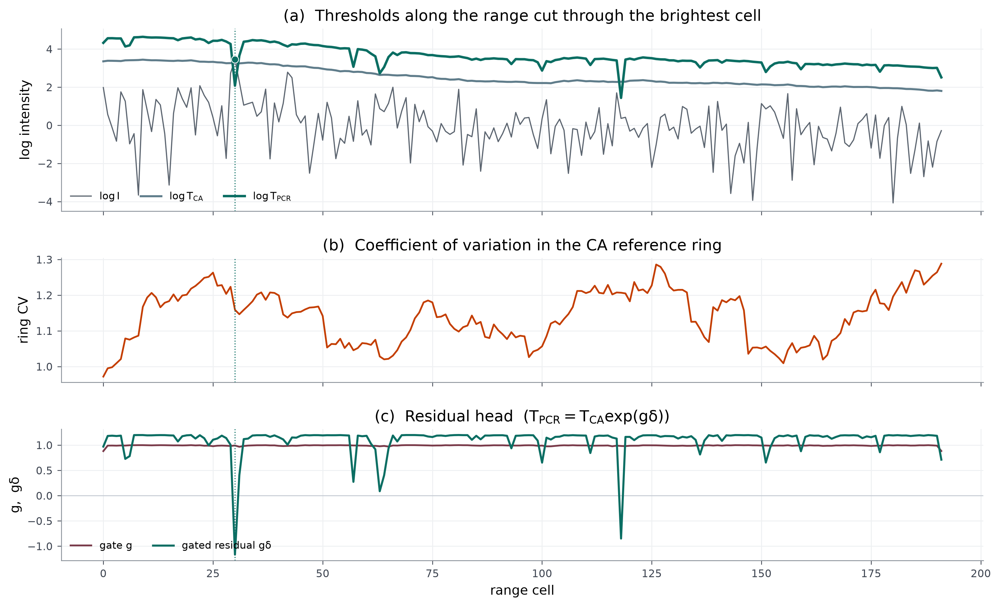 (a) Thresholds along the range cut through the brightest cell
4
2
0
−2
−4
log intensity
log I
log T_CA
log T_PCR
(b) Coefficient of variation in the CA reference ring
1.3
1.2
1.1
1.0
ring CV
(c) Residual head (T_PCR = T_CA exp(gδ))
1.0
0.5
0.0
−0.5
−1.0
g, gδ
gate g
gated residual gδ
0 25 50 75 100 125 150 175 200
range cell